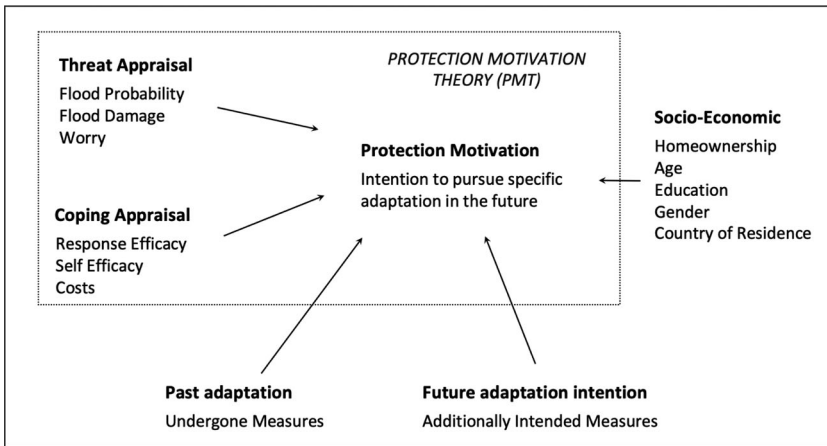 PROTECTION MOTIVATION
THEORY (PMT)
Threat Appraisal
Flood Probability
Flood Damage
Worry
Protection Motivation
Intention to pursue specific
adaptation in the future
Coping Appraisal
Response Efficacy
Self Efficacy
Costs
Socio-Economic
Homeownership
Age
Education
Gender
Country of Residence
Past adaptation
Undergone Measures
Future adaptation intention
Additionally Intended Measures